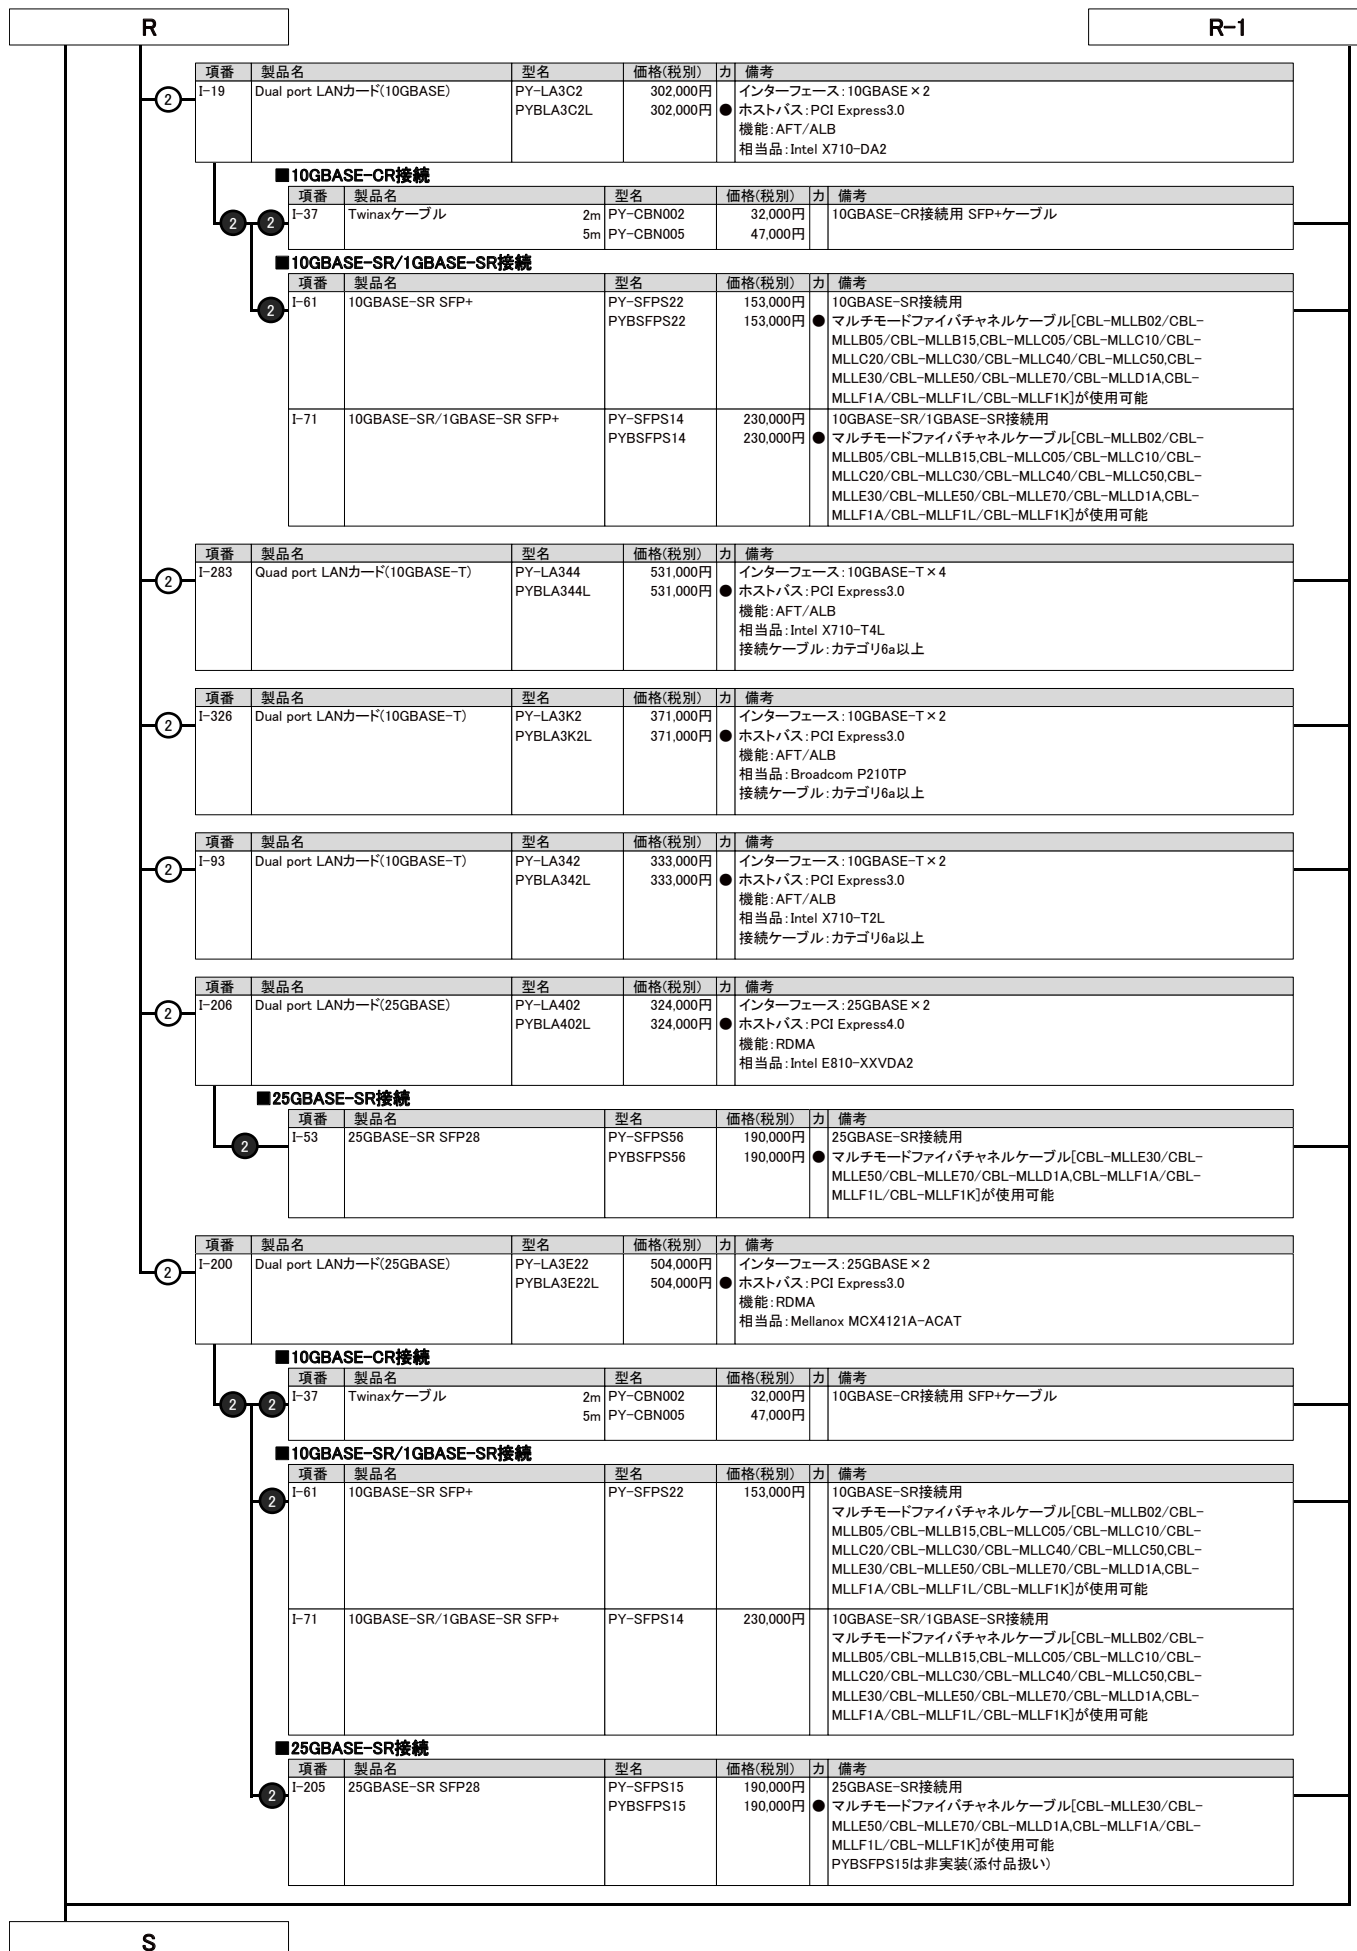 R
R-1
項番 製品名 型名 価格(税別) カ 備考
2 I-19 Dual port LANカード(10GBASE) PY-LA3C2 302,000円 インターフェース:10GBASE×2
PYBLA3C2L 302,000円 ● ホストバス:PCI Express3.0
機能:AFT/ALB
相当品:Intel X710-DA2
■10GBASE-CR接続
項番 製品名 型名 価格(税別) カ 備考
2 2 I-37 Twinaxケーブル 2m PY-CBN002 32,000円 10GBASE-CR接続用 SFP+ケーブル
5m PY-CBN005 47,000円
■10GBASE-SR/1GBASE-SR接続
項番 製品名 型名 価格(税別) カ 備考
2 I-61 10GBASE-SR SFP+ PY-SFPS22 153,000円 10GBASE-SR接続用
PYBSFPS22 153,000円 ● マルチモードファイバチャネルケーブル[CBL-MLLB02/CBL-
MLLB05/CBL-MLLB15,CBL-MLLC05/CBL-MLLC10/CBL-
MLLC20/CBL-MLLC30/CBL-MLLC40/CBL-MLLC50,CBL-
MLLE30/CBL-MLLE50/CBL-MLLE70/CBL-MLLD1A,CBL-
MLLF1A/CBL-MLLF1L/CBL-MLLF1K]が使用可能
I-71 10GBASE-SR/1GBASE-SR SFP+ PY-SFPS14 230,000円 10GBASE-SR/1GBASE-SR接続用
PYBSFPS14 230,000円 ● マルチモードファイバチャネルケーブル[CBL-MLLB02/CBL-
MLLB05/CBL-MLLB15,CBL-MLLC05/CBL-MLLC10/CBL-
MLLC20/CBL-MLLC30/CBL-MLLC40/CBL-MLLC50,CBL-
MLLE30/CBL-MLLE50/CBL-MLLE70/CBL-MLLD1A,CBL-
MLLF1A/CBL-MLLF1L/CBL-MLLF1K]が使用可能
項番 製品名 型名 価格(税別) カ 備考
2 I-283 Quad port LANカード(10GBASE-T) PY-LA344 531,000円 インターフェース:10GBASE-T×4
PYBLA344L 531,000円 ● ホストバス:PCI Express3.0
機能:AFT/ALB
相当品:Intel X710-T4L
接続ケーブル:カテゴリ6a以上
項番 製品名 型名 価格(税別) カ 備考
2 I-326 Dual port LANカード(10GBASE-T) PY-LA3K2 371,000円 インターフェース:10GBASE-T×2
PYBLA3K2L 371,000円 ● ホストバス:PCI Express3.0
機能:AFT/ALB
相当品:Broadcom P210TP
接続ケーブル:カテゴリ6a以上
項番 製品名 型名 価格(税別) カ 備考
2 I-93 Dual port LANカード(10GBASE-T) PY-LA342 333,000円 インターフェース:10GBASE-T×2
PYBLA342L 333,000円 ● ホストバス:PCI Express3.0
機能:AFT/ALB
相当品:Intel X710-T2L
接続ケーブル:カテゴリ6a以上
項番 製品名 型名 価格(税別) カ 備考
2 I-206 Dual port LANカード(25GBASE) PY-LA402 324,000円 インターフェース:25GBASE×2
PYBLA402L 324,000円 ● ホストバス:PCI Express4.0
機能:RDMA
相当品:Intel E810-XXVDA2
■25GBASE-SR接続
項番 製品名 型名 価格(税別) カ 備考
2 I-53 25GBASE-SR SFP28 PY-SFPS56 190,000円 25GBASE-SR接続用
PYBSFPS56 190,000円 ● マルチモードファイバチャネルケーブル[CBL-MLLE30/CBL-
MLLE50/CBL-MLLE70/CBL-MLLD1A,CBL-MLLF1A/CBL-
MLLF1L/CBL-MLLF1K]が使用可能
項番 製品名 型名 価格(税別) カ 備考
2 I-200 Dual port LANカード(25GBASE) PY-LA3E22 504,000円 インターフェース:25GBASE×2
PYBLA3E22L 504,000円 ● ホストバス:PCI Express3.0
機能:RDMA
相当品:Mellanox MCX4121A-ACAT
■10GBASE-CR接続
項番 製品名 型名 価格(税別) カ 備考
2 2 I-37 Twinaxケーブル 2m PY-CBN002 32,000円 10GBASE-CR接続用 SFP+ケーブル
5m PY-CBN005 47,000円
■10GBASE-SR/1GBASE-SR接続
項番 製品名 型名 価格(税別) カ 備考
2 I-61 10GBASE-SR SFP+ PY-SFPS22 153,000円 10GBASE-SR接続用
マルチモードファイバチャネルケーブル[CBL-MLLB02/CBL-
MLLB05/CBL-MLLB15,CBL-MLLC05/CBL-MLLC10/CBL-
MLLC20/CBL-MLLC30/CBL-MLLC40/CBL-MLLC50,CBL-
MLLE30/CBL-MLLE50/CBL-MLLE70/CBL-MLLD1A,CBL-
MLLF1A/CBL-MLLF1L/CBL-MLLF1K]が使用可能
I-71 10GBASE-SR/1GBASE-SR SFP+ PY-SFPS14 230,000円 10GBASE-SR/1GBASE-SR接続用
マルチモードファイバチャネルケーブル[CBL-MLLB02/CBL-
MLLB05/CBL-MLLB15,CBL-MLLC05/CBL-MLLC10/CBL-
MLLC20/CBL-MLLC30/CBL-MLLC40/CBL-MLLC50,CBL-
MLLE30/CBL-MLLE50/CBL-MLLE70/CBL-MLLD1A,CBL-
MLLF1A/CBL-MLLF1L/CBL-MLLF1K]が使用可能
■25GBASE-SR接続
項番 製品名 型名 価格(税別) カ 備考
2 I-205 25GBASE-SR SFP28 PY-SFPS15 190,000円 25GBASE-SR接続用
PYBSFPS15 190,000円 ● マルチモードファイバチャネルケーブル[CBL-MLLE30/CBL-
MLLE50/CBL-MLLE70/CBL-MLLD1A,CBL-MLLF1A/CBL-
MLLF1L/CBL-MLLF1K]が使用可能
PYBSFPS15は非実装(添付品扱い)
S